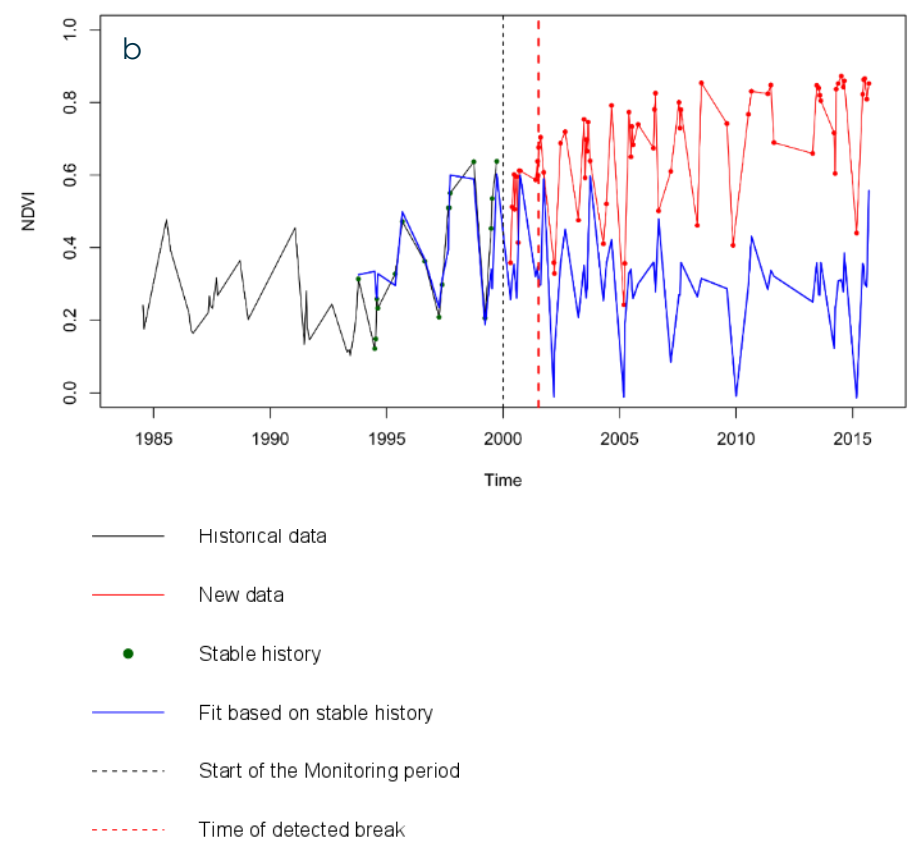 b
1.0
0.8
0.6
0.4
0.2
0.0
NDVI
1985 1990 1995 2000 2005 2010 2015
Time
Historical data
New data
Stable history
Fit based on stable history
Start of the Monitoring period
Time of detected break